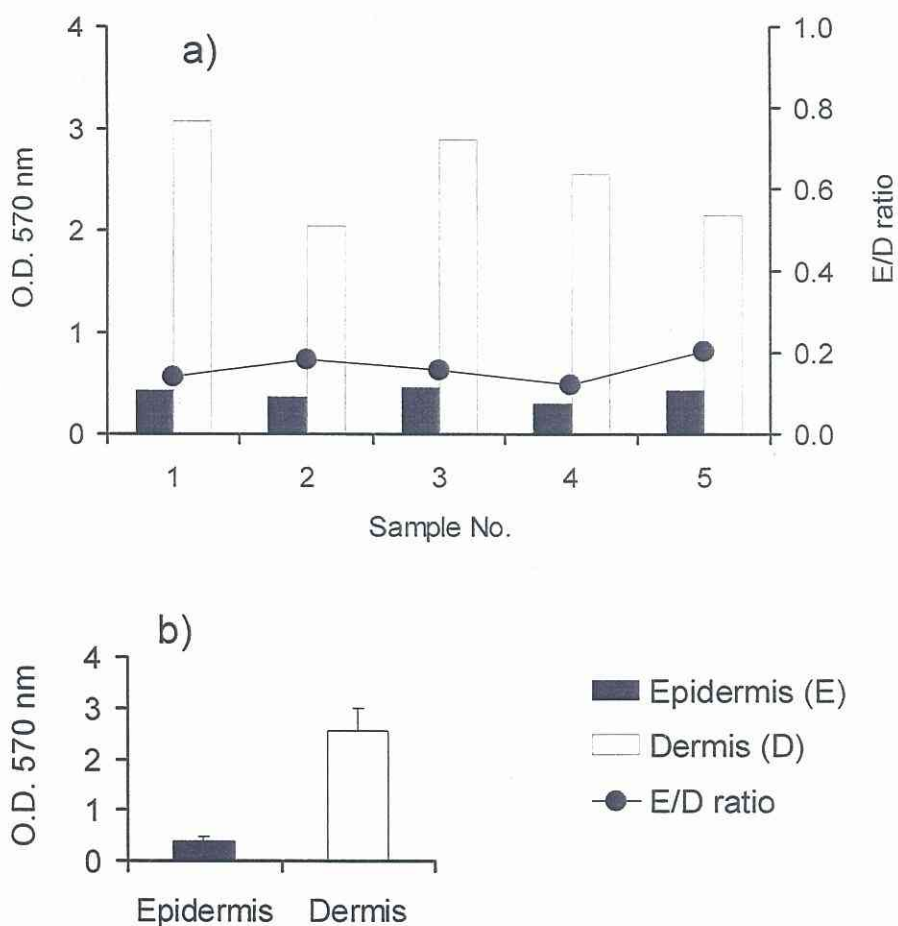 a)
O.D. 570 nm
4
3
2
1
0
1.0
0.8
0.6
0.4
0.2
0.0
E/D ratio
1 2 3 4 5
Sample No.
b)
O.D. 570 nm
4
3
2
1
0
Epidermis Dermis
Epidermis (E)
Dermis (D)
E/D ratio